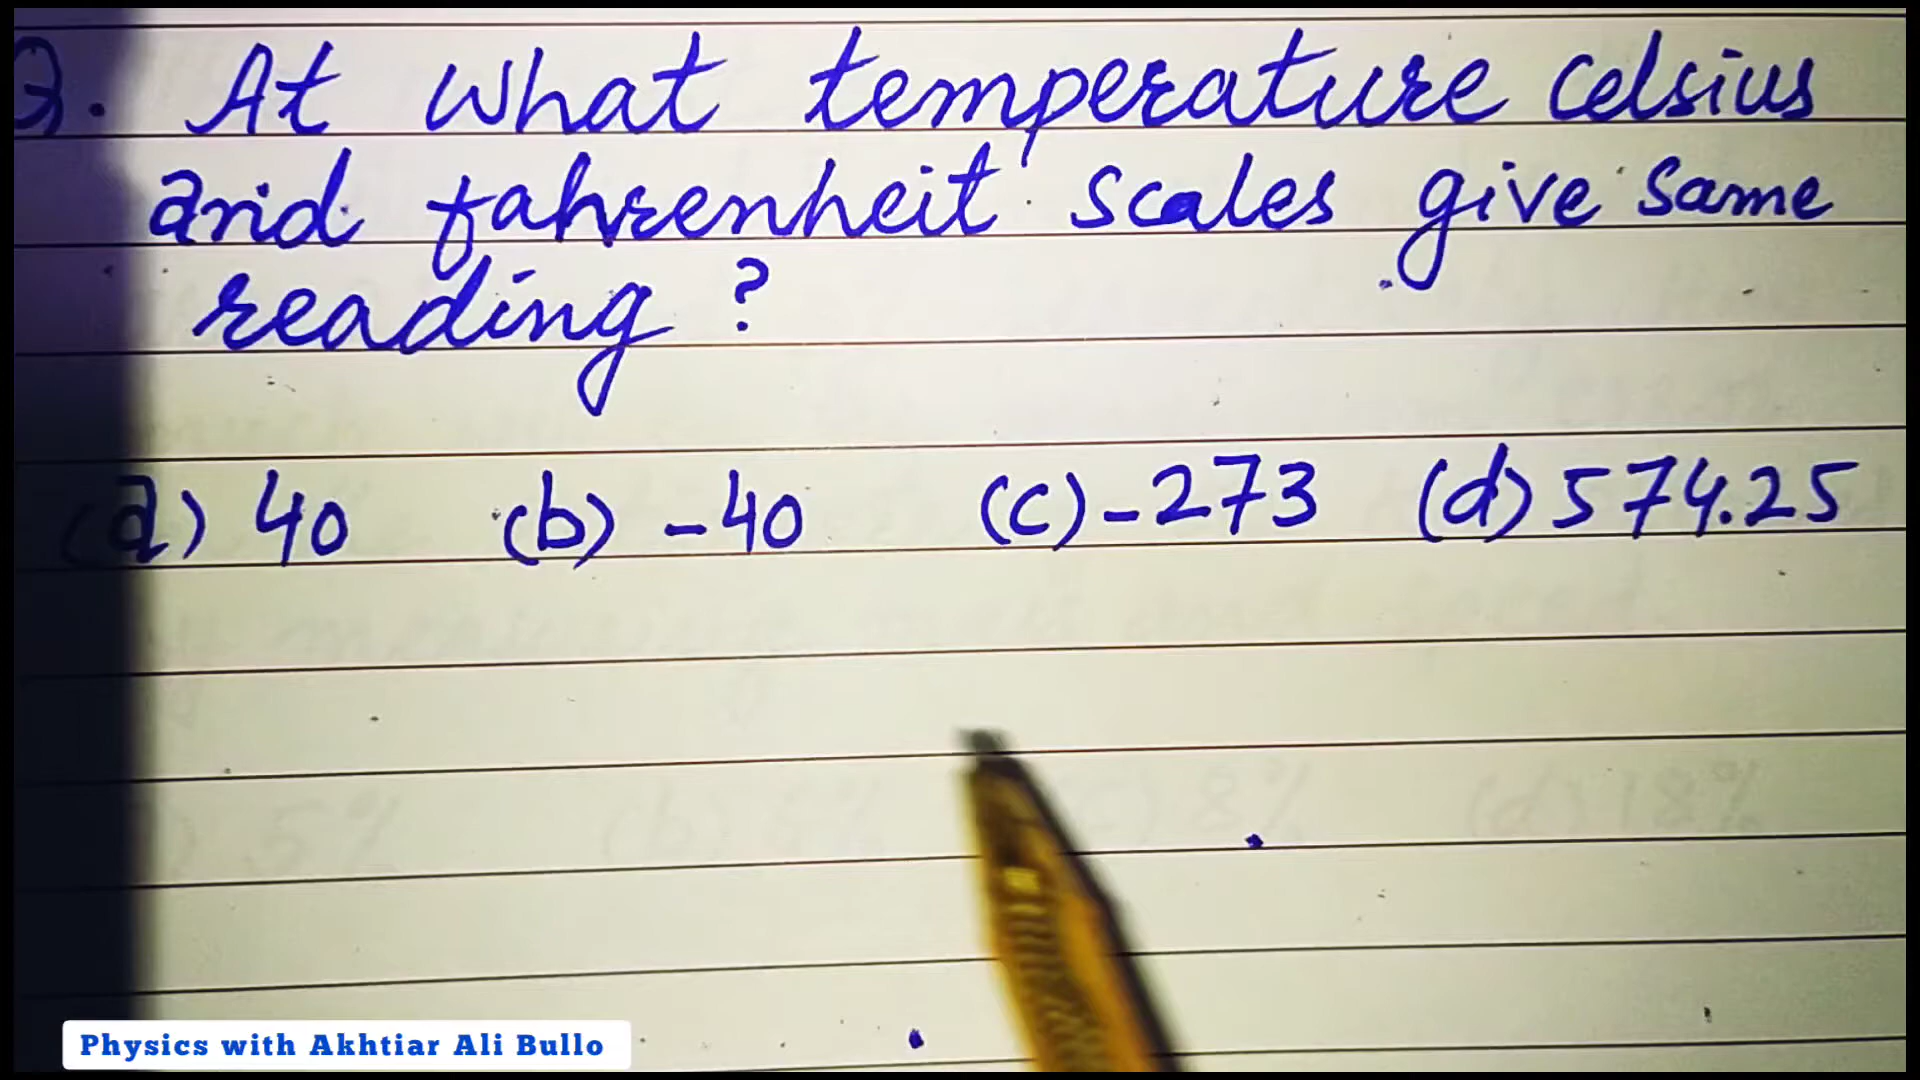 Q. At what temperature celsius
and fahrenheit scales give same
reading ?
(a) 40 (b) -40 (c) -273 (d) 574.25
Physics with Akhtiar Ali Bullo